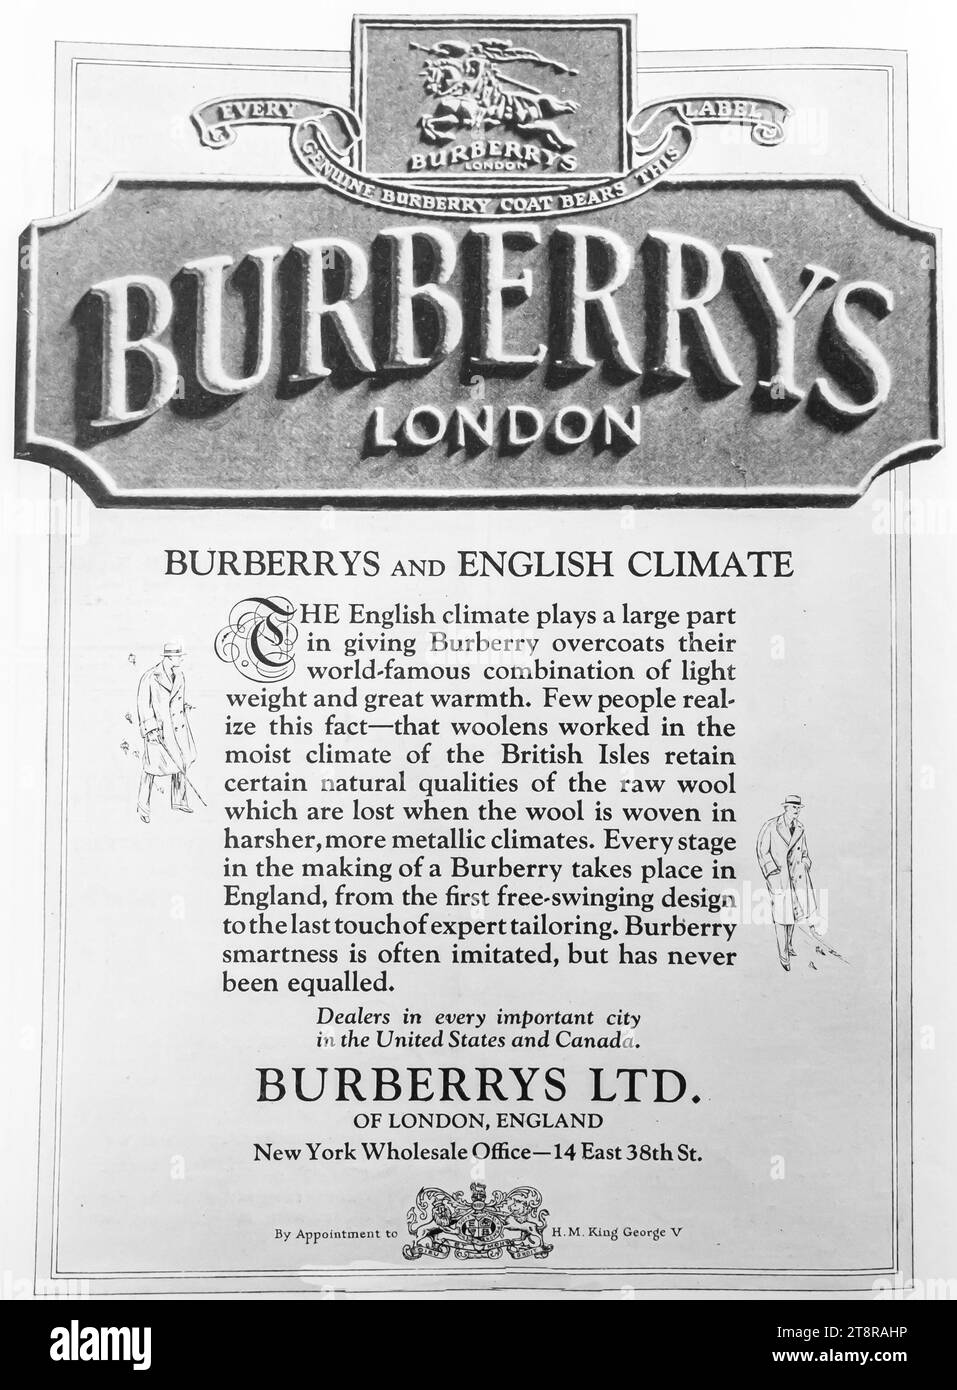 BURBERRYS
LONDON
EVERY GENUINE BURBERRY COAT BEARS THIS LABEL
BURBERRYS
LONDON
BURBERRYS AND ENGLISH CLIMATE
THE English climate plays a large part
in giving Burberry overcoats their
world-famous combination of light
weight and great warmth. Few people real-
ize this fact—that woolens worked in the
moist climate of the British Isles retain
certain natural qualities of the raw wool
which are lost when the wool is woven in
harsher, more metallic climates. Every stage
in the making of a Burberry takes place in
England, from the first free-swinging design
to the last touch of expert tailoring. Burberry
smartness is often imitated, but has never
been equalled.
Dealers in every important city
in the United States and Canada.
BURBERRYS LTD.
OF LONDON, ENGLAND
New York Wholesale Office—14 East 38th St.
By Appointment to H. M. King George V
alamy
Image ID: 2T8RAHP
www.alamy.com